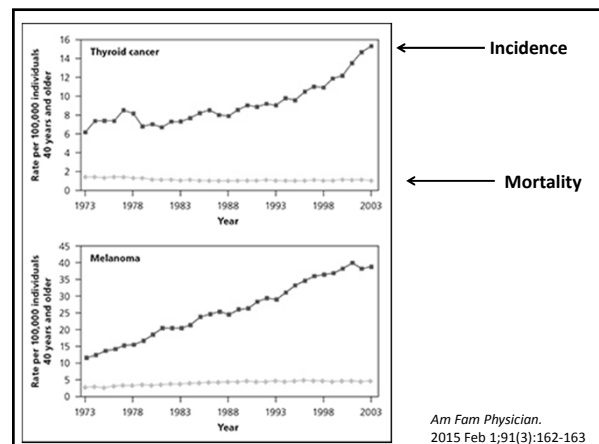 Thyroid cancer
Rate per 100,000 individuals
40 years and older
16
14
12
10
8
6
4
2
0
1973
1978
1983
1988
1993
1998
2003
Year
Incidence
Mortality
Melanoma
Rate per 100,000 individuals
40 years and older
45
40
35
30
25
20
15
10
5
0
1973
1978
1983
1988
1993
1998
2003
Year
Am Fam Physician.
2015 Feb 1;91(3):162-163